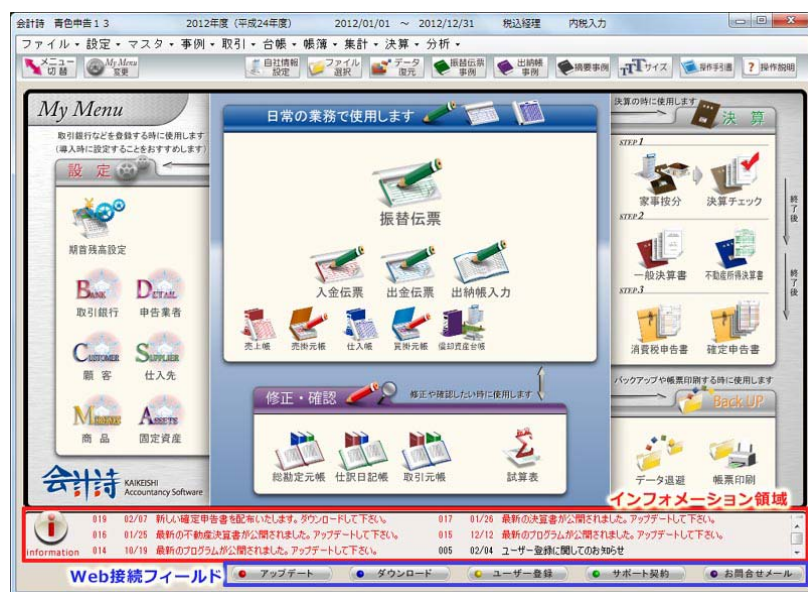 会計詩 青色申告13 2012年度 (平成24年度) 2012/01/01 ～ 2012/12/31 税込経理 内税入力
ファイル・設定・マスタ・事例・取引・台帳・帳簿・集計・決算・分析・
メニュー切替 My Menu 変更 自社情報設定 ファイル選択 データ復元 振替伝票事例 出納帳事例 摘要事例 TTTサイズ 操作手引書 ? 操作説明
My Menu
取引銀行などを登録する時に使用します
(導入時に設定することをおすすめします)
設 定
期首残高設定
BANK DETAIL
取引銀行 申告業者
CUSTOMER SUPPLIER
顧 客 仕入先
ASSETS
商 品 固定資産
会計詩 KAIKEISHI
Accountancy Software
日常の業務で使用します
振替伝票
入金伝票 出金伝票 出納帳入力
売上帳 売掛元帳 仕入帳 買掛元帳 償却資産台帳
修正・確認 修正や確認したい時に使用します
総勘定元帳 仕訳日記帳 取引元帳 試算表
決算の時に使用します
決 算
STEP.1
家事按分 決算チェック
終了後
STEP.2
一般決算書 不動産所得決算書
終了後
STEP.3
消費税申告書 確定申告書
バックアップや帳票印刷する時に使用します
Back UP
データ退避 帳票印刷
インフォメーション領域
information
019 02/07 新しい確定申告書を配布いたします。ダウンロードして下さい。 017 01/26 最新の決算書が公開されました。アップデートして下さい。
016 01/25 最新の不動産決算書が公開されました。アップデートして下さい。 015 12/12 最新のプログラムが公開されました。アップデートして下さい。
014 10/19 最新のプログラムが公開されました。アップデートして下さい。 005 02/04 ユーザー登録に関してのお知らせ
Web接続フィールド アップデート ダウンロード ユーザー登録 サポート契約 お問合せメール